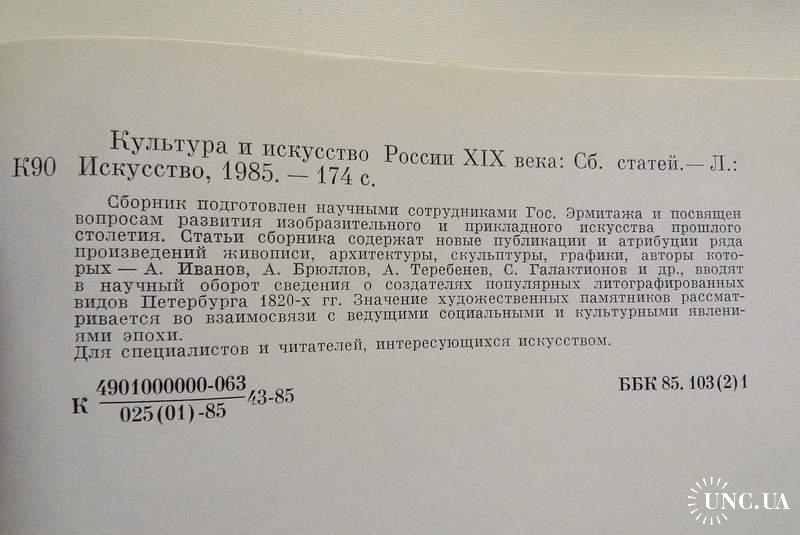 Культура и искусство России XIX века: Сб. статей.— Л.:
К90 Искусство, 1985. — 174 с.
Сборник подготовлен научными сотрудниками Гос. Эрмитажа и посвящен
вопросам развития изобразительного и прикладного искусства прошлого
столетия. Статьи сборника содержат новые публикации и атрибуции ряда
произведений живописи, архитектуры, скульптуры, графики, авторы кото-
рых — А. Иванов, А. Брюллов, А. Теребенев, С. Галактионов и др., вводят
в научный оборот сведения о создателях популярных литографированных
видов Петербурга 1820-х гг. Значение художественных памятников рассмат-
ривается во взаимосвязи с ведущими социальными и культурными явлени-
ями эпохи.
Для специалистов и читателей, интересующихся искусством.
К 4901000000-063 43-85
025(01)-85
ББК 85.103(2)1
UNC.UA